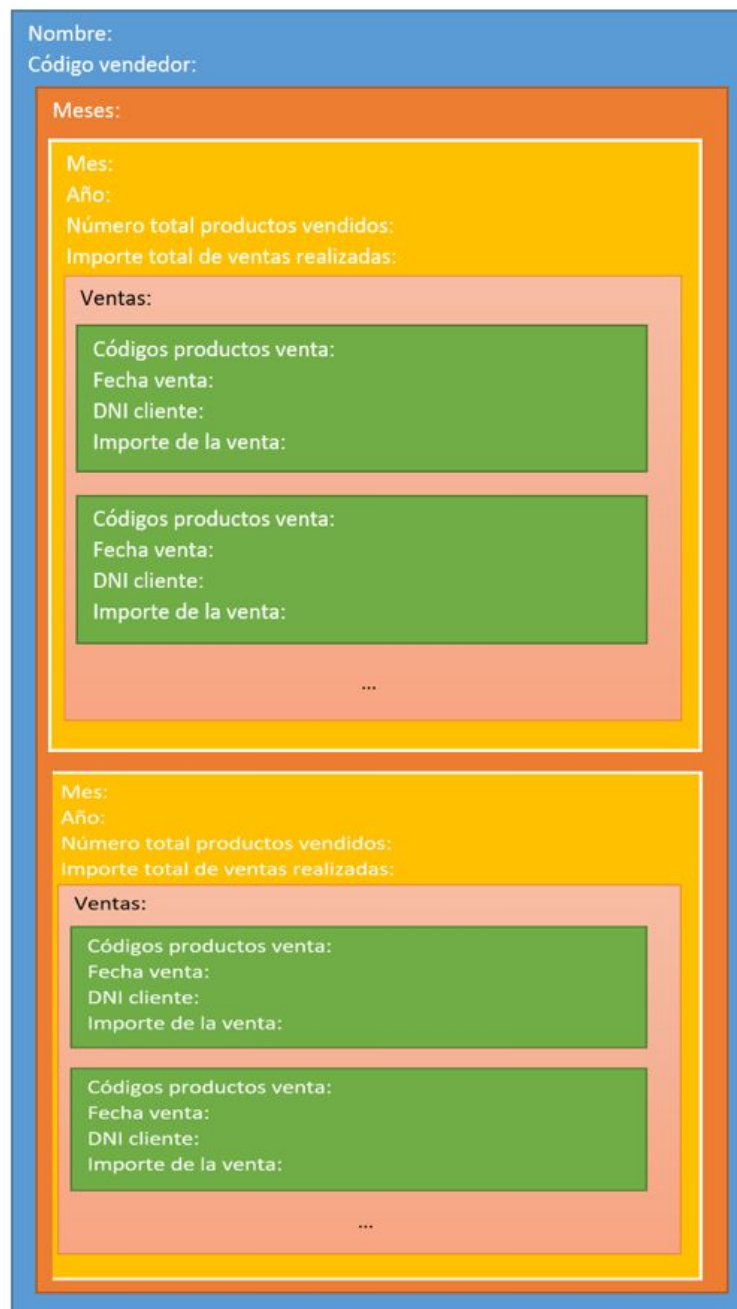 Nombre:
Código vendedor:
Meses:
Mes:
Año:
Número total productos vendidos:
Importe total de ventas realizadas:
Ventas:
Códigos productos venta:
Fecha venta:
DNI cliente:
Importe de la venta:
Códigos productos venta:
Fecha venta:
DNI cliente:
Importe de la venta:
...
Mes:
Año:
Número total productos vendidos:
Importe total de ventas realizadas:
Ventas:
Códigos productos venta:
Fecha venta:
DNI cliente:
Importe de la venta:
Códigos productos venta:
Fecha venta:
DNI cliente:
Importe de la venta:
...